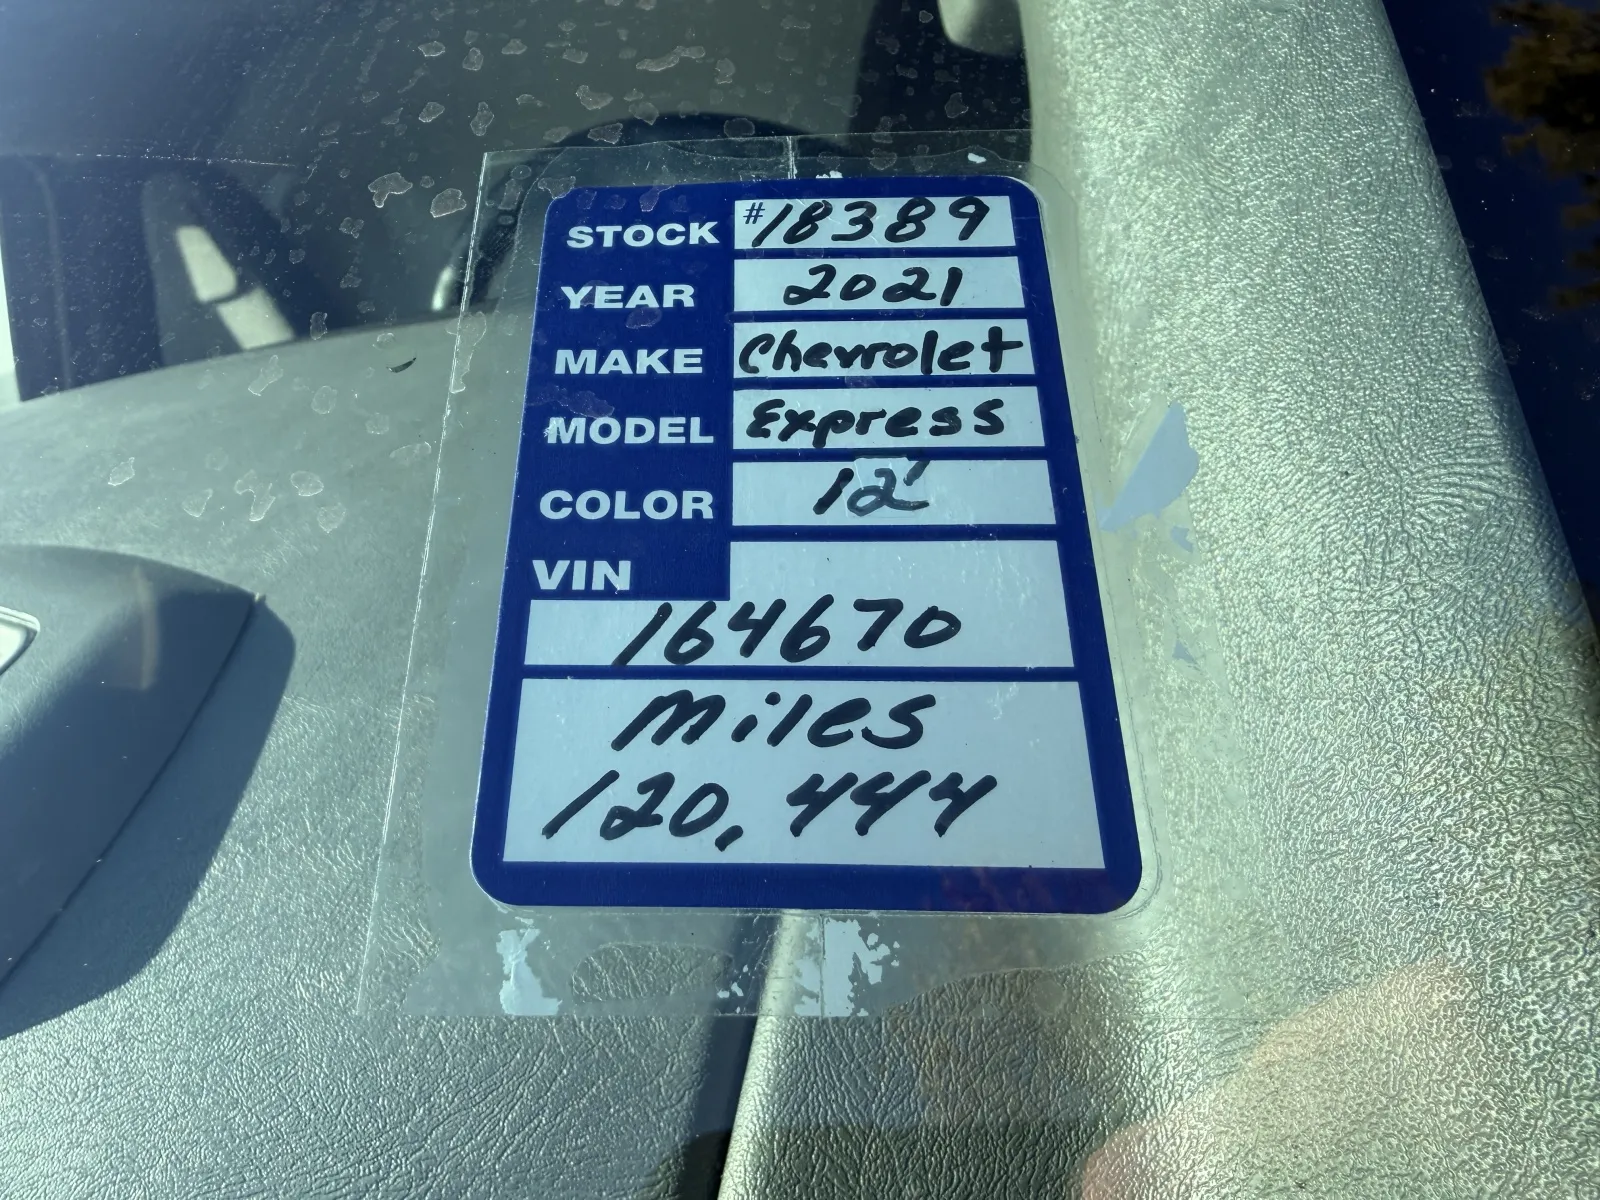 STOCK #18389
YEAR 2021
MAKE Chevrolet
MODEL Express
COLOR 12'
VIN
164670
Miles
120,444